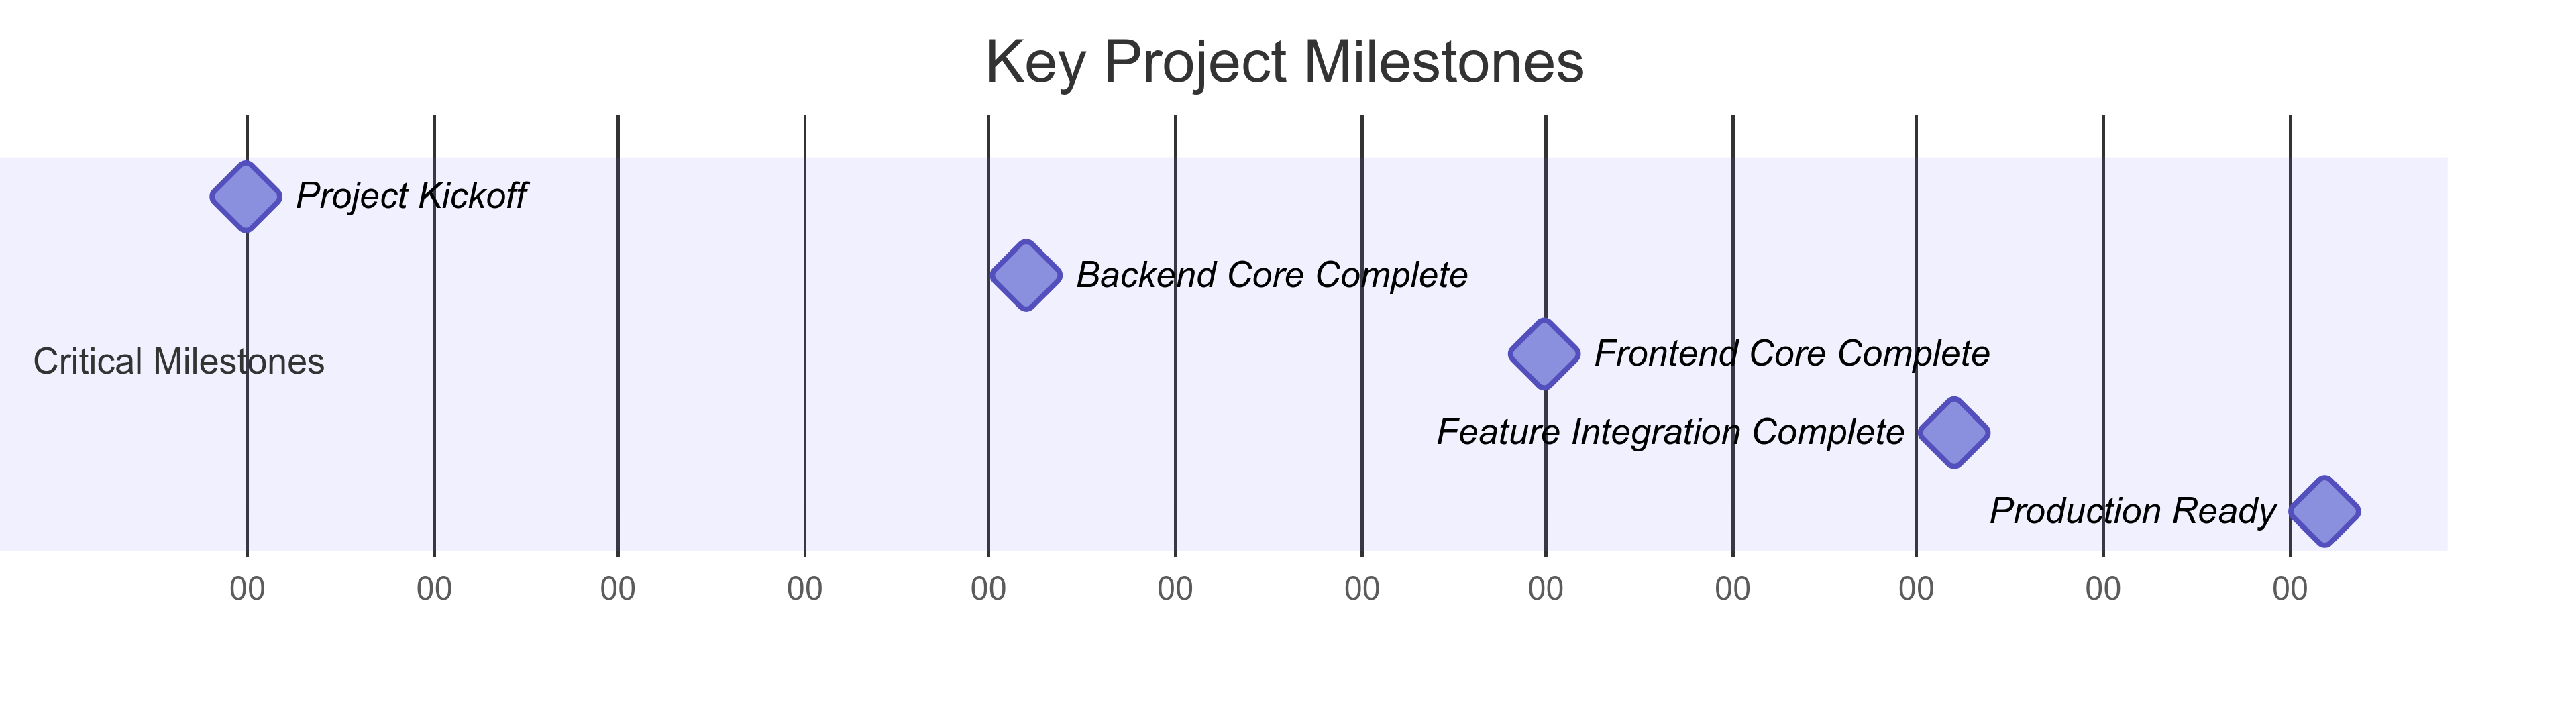 Key Project Milestones
Project Kickoff
Backend Core Complete
Frontend Core Complete
Critical Milestones
Feature Integration Complete
Production Ready
00 00 00 00 00 00 00 00 00 00 00 00